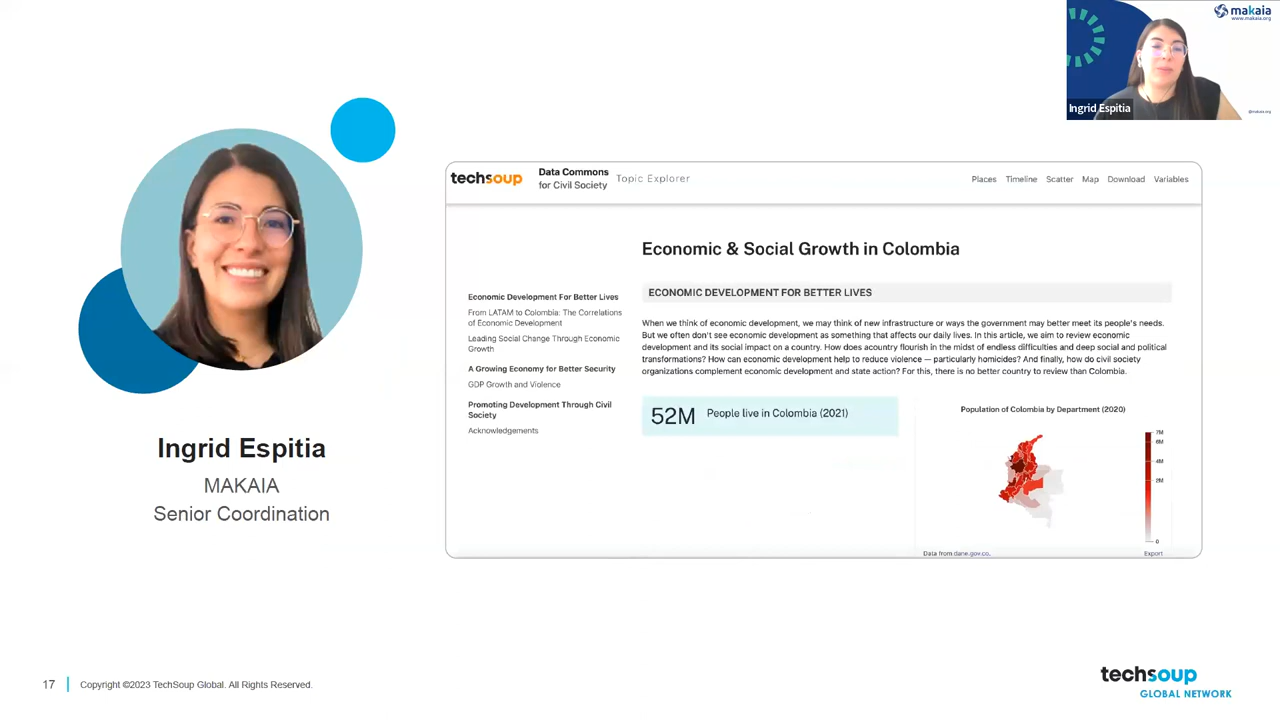 makaia
www.makaia.org
Ingrid Espitia
@makaia.org
techsoup
Data Commons
for Civil Society
Topic Explorer
Places
Timeline
Scatter
Map
Download
Variables
Economic & Social Growth in Colombia
Economic Development For Better Lives
From LATAM to Colombia: The Correlations
of Economic Development
Leading Social Change Through Economic
Growth
A Growing Economy for Better Security
GDP Growth and Violence
Promoting Development Through Civil
Society
Acknowledgements
ECONOMIC DEVELOPMENT FOR BETTER LIVES
When we think of economic development, we may think of new infrastructure or ways the government may better meet its people's needs.
But we often don't see economic development as something that affects our daily lives. In this article, we aim to review economic
development and its social impact on a country. How does acountry flourish in the midst of endless difficulties and deep social and political
transformations? How can economic development help to reduce violence — particularly homicides? And finally, how do civil society
organizations complement economic development and state action? For this, there is no better country to review than Colombia.
52M
People live in Colombia (2021)
Population of Colombia by Department (2020)
7M
6M
4M
2M
0
Data from dane.gov.co.
Export
Ingrid Espitia
MAKAIA
Senior Coordination
17
Copyright ©2023 TechSoup Global. All Rights Reserved.
techsoup
GLOBAL NETWORK